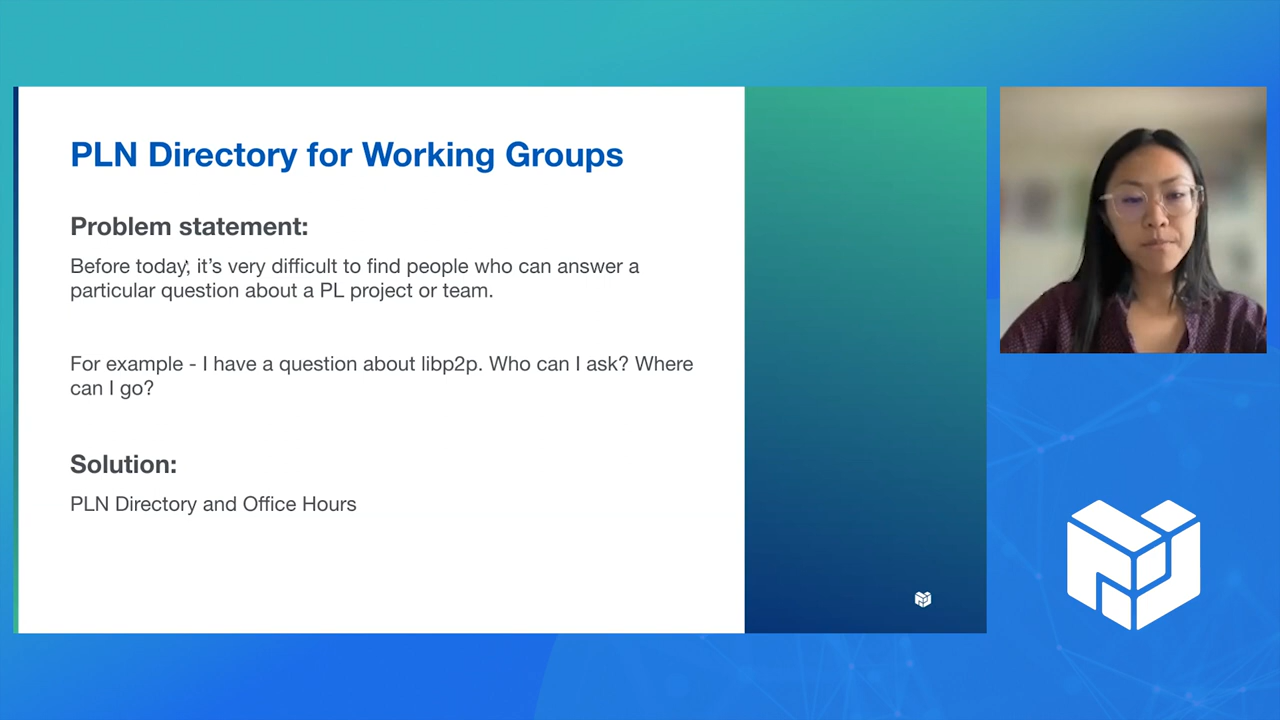 PLN Directory for Working Groups
Problem statement:
Before today, it's very difficult to find people who can answer a
particular question about a PL project or team.
For example - I have a question about libp2p. Who can I ask? Where
can I go?
Solution:
PLN Directory and Office Hours